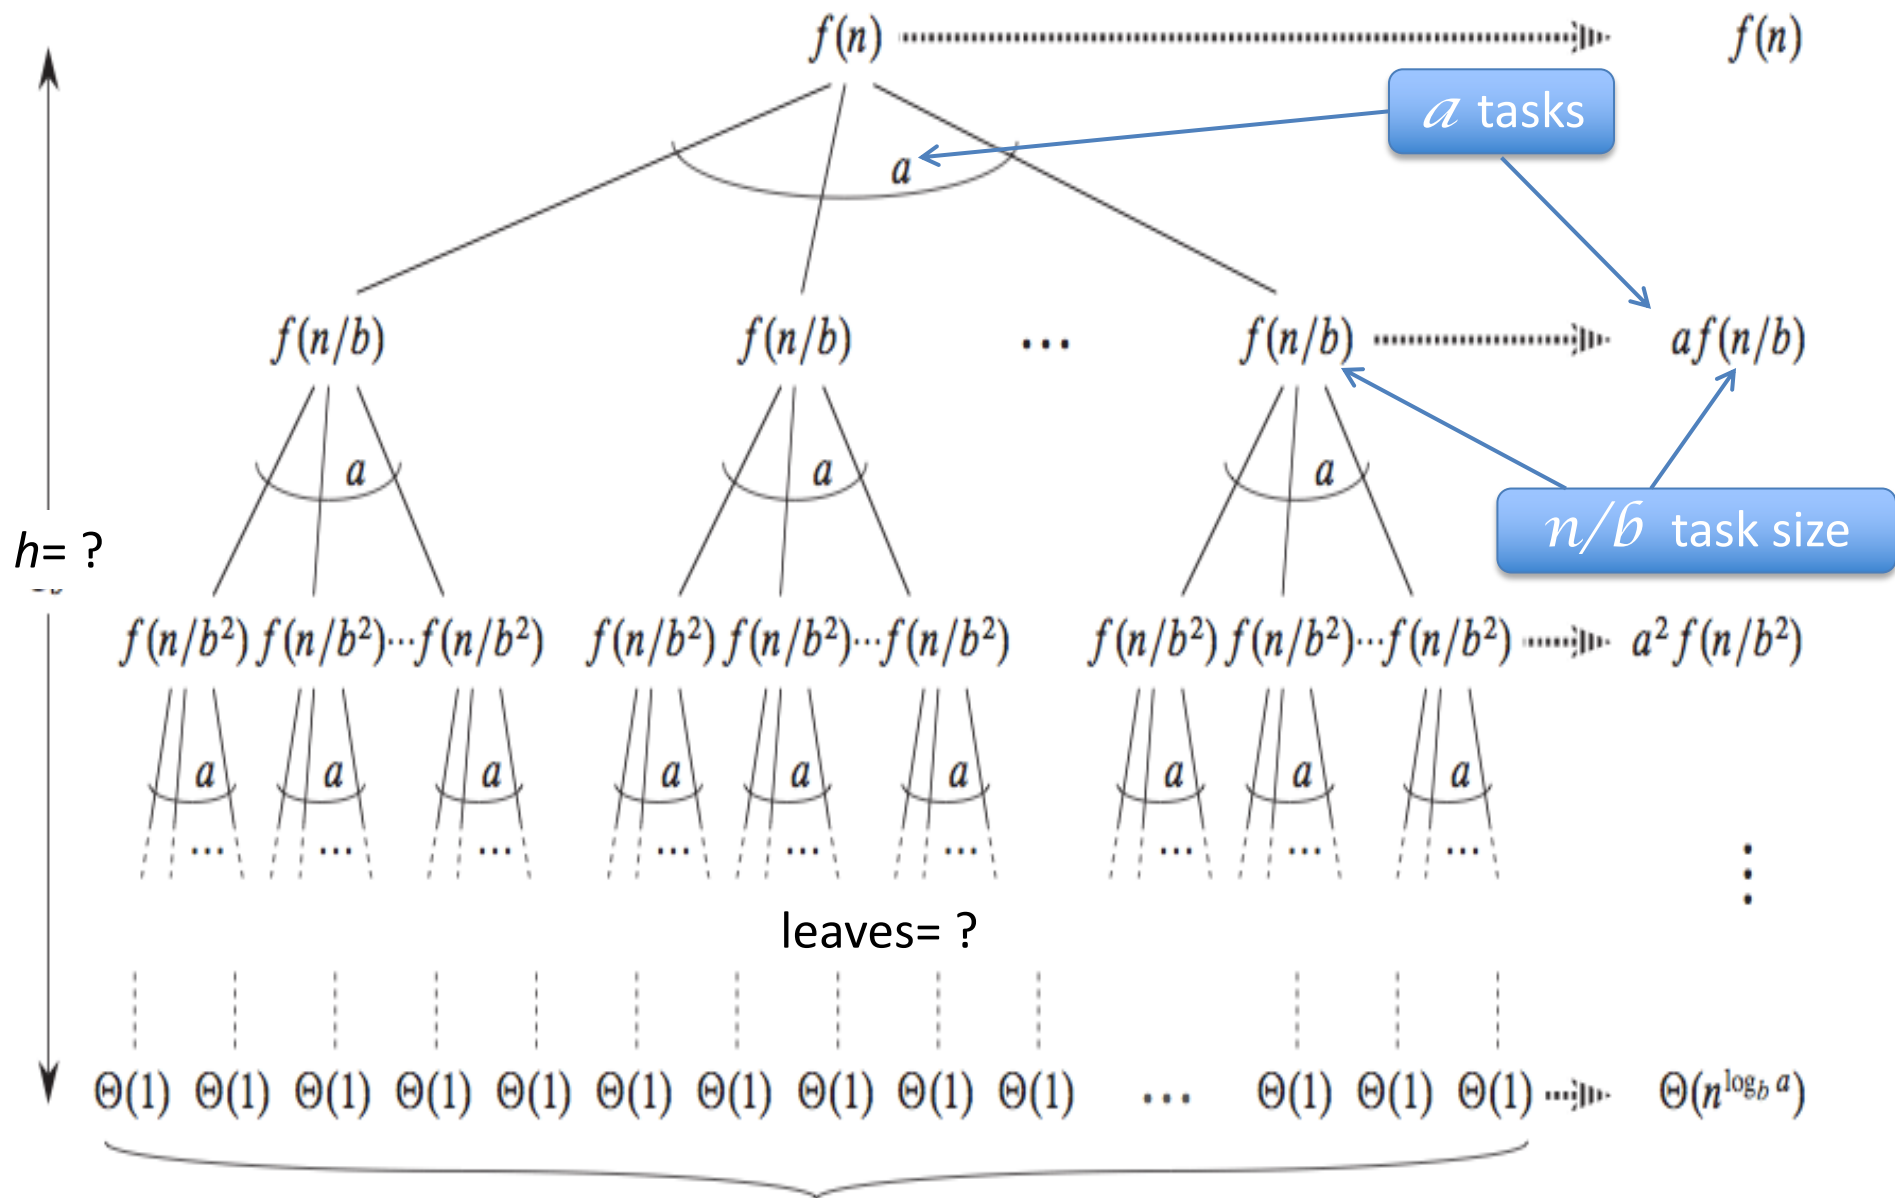 f(n) f(n)
a tasks
a
f(n/b) f(n/b) ... f(n/b) af(n/b)
a a a
n/b task size
h= ?
f(n/b²) f(n/b²)···f(n/b²) f(n/b²) f(n/b²)···f(n/b²) f(n/b²) f(n/b²)···f(n/b²) a² f(n/b²)
a a a a a a a a a
... ... ... ... ... ... ... ... ... ⋮
leaves= ?
Θ(1) Θ(1) Θ(1) Θ(1) Θ(1) Θ(1) Θ(1) Θ(1) Θ(1) Θ(1) ... Θ(1) Θ(1) Θ(1) Θ(n^{log_b a})